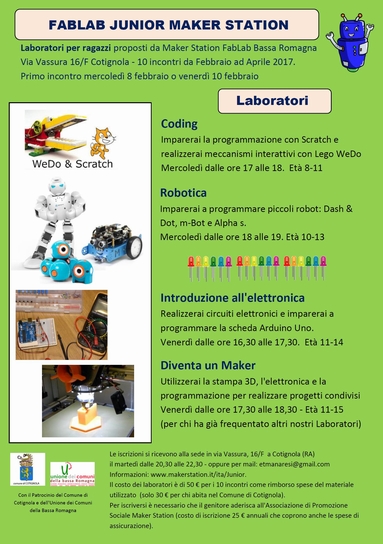 FABLAB JUNIOR MAKER STATION
Laboratori per ragazzi proposti da Maker Station FabLab Bassa Romagna
Via Vassura 16/F Cotignola - 10 incontri da Febbraio ad Aprile 2017.
Primo incontro mercoledì 8 febbraio o venerdì 10 febbraio
Laboratori
WeDo & Scratch
Coding
Imparerai la programmazione con Scratch e
realizzerai meccanismi interattivi con Lego WeDo
Mercoledì dalle ore 17 alle 18. Età 8-11
Robotica
Imparerai a programmare piccoli robot: Dash &
Dot, m-Bot e Alpha s.
Mercoledì dalle ore 18 alle 19. Età 10-13
Introduzione all'elettronica
Realizzerai circuiti elettronici e imparerai a
programmare la scheda Arduino Uno.
Venerdì dalle ore 16,30 alle 17,30. Età 11-14
Diventa un Maker
Utilizzerai la stampa 3D, l'elettronica e la
programmazione per realizzare progetti condivisi
Venerdì dalle ore 17,30 alle 18,30 - Età 11-15
(per chi ha già frequentato altri nostri Laboratori)
unione dei comuni
della bassa Romagna
Con il Patrocinio del Comune di
Cotignola e dell'Unione dei Comuni
della Bassa Romagna
Le iscrizioni si ricevono alla sede in via Vassura, 16/F a Cotignola (RA)
il martedì dalle 20,30 alle 22,30 - oppure per mail: etmanaresi@gmail.com
Informazioni: www.makerstation.it/ita/Junior.
Il costo dei laboratori è di 50 € per i 10 incontri come rimborso spese del materiale
utilizzato (solo 30 € per chi abita nel Comune di Cotignola).
Per iscriversi è necessario che il genitore aderisca all'Associazione di Promozione
Sociale Maker Station (costo di iscrizione 25 € annuali che coprono anche le spese di
assicurazione).